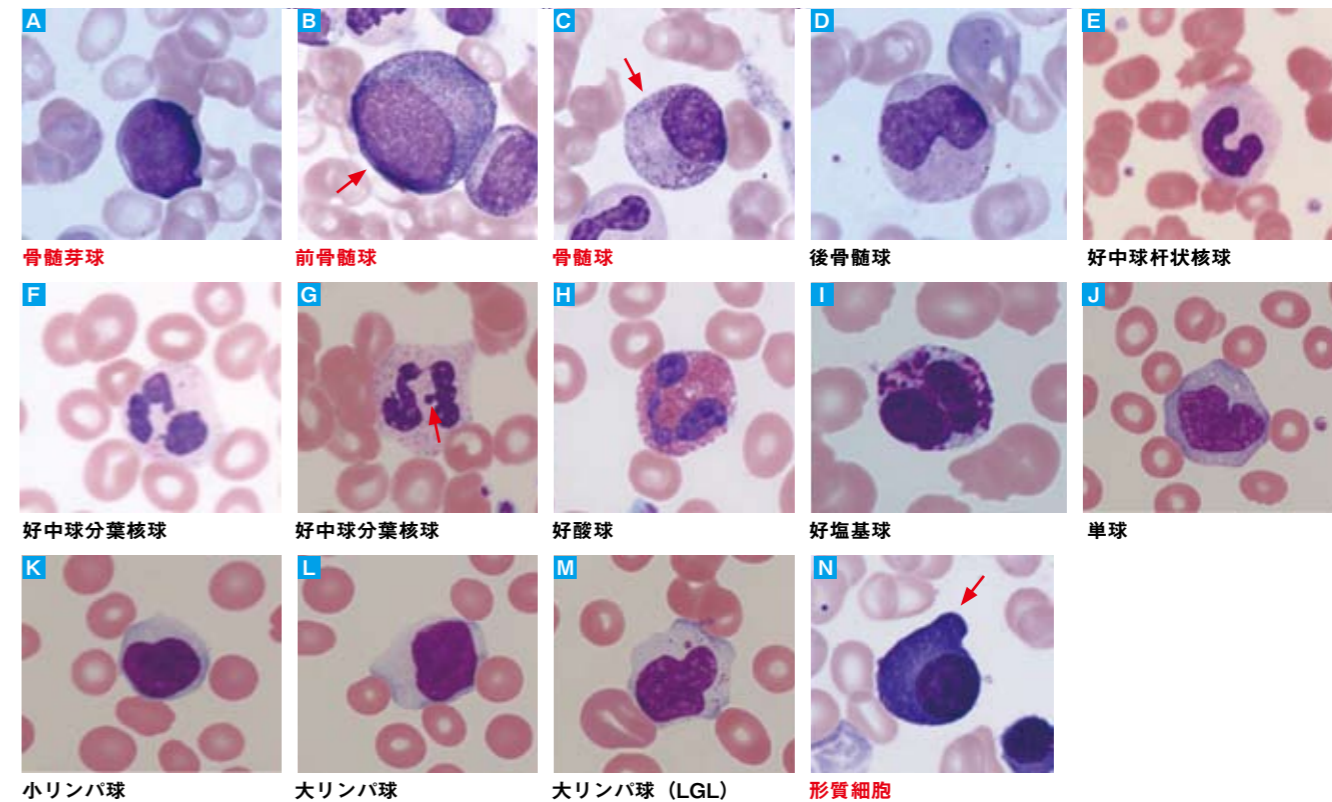 A B C D E
骨髄芽球 前骨髄球 骨髄球 後骨髄球 好中球杆状核球
F G H I J
好中球分葉核球 好中球分葉核球 好酸球 好塩基球 単球
K L M N
小リンパ球 大リンパ球 大リンパ球（LGL） 形質細胞